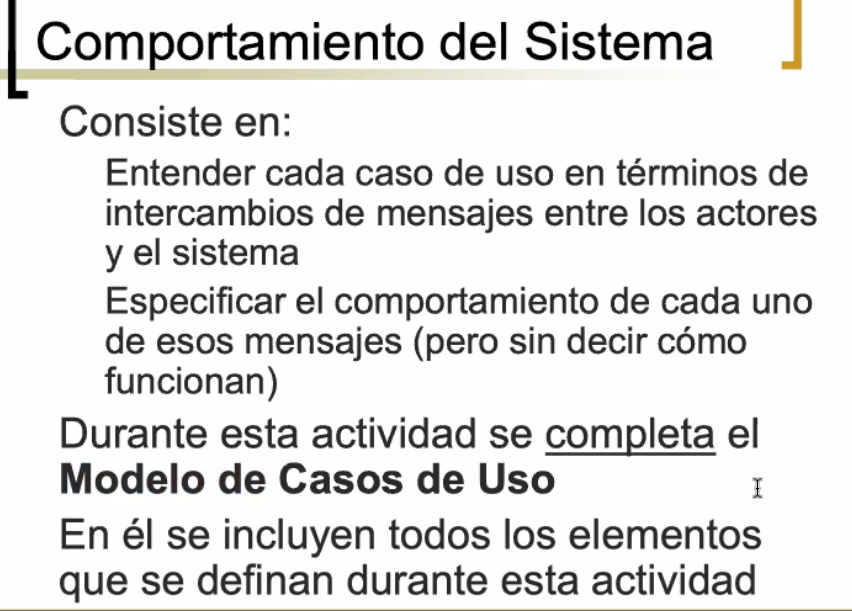 Comportamiento del Sistema
Consiste en:
Entender cada caso de uso en términos de
intercambios de mensajes entre los actores
y el sistema
Especificar el comportamiento de cada uno
de esos mensajes (pero sin decir cómo
funcionan)
Durante esta actividad se completa el
Modelo de Casos de Uso
En él se incluyen todos los elementos
que se definan durante esta actividad